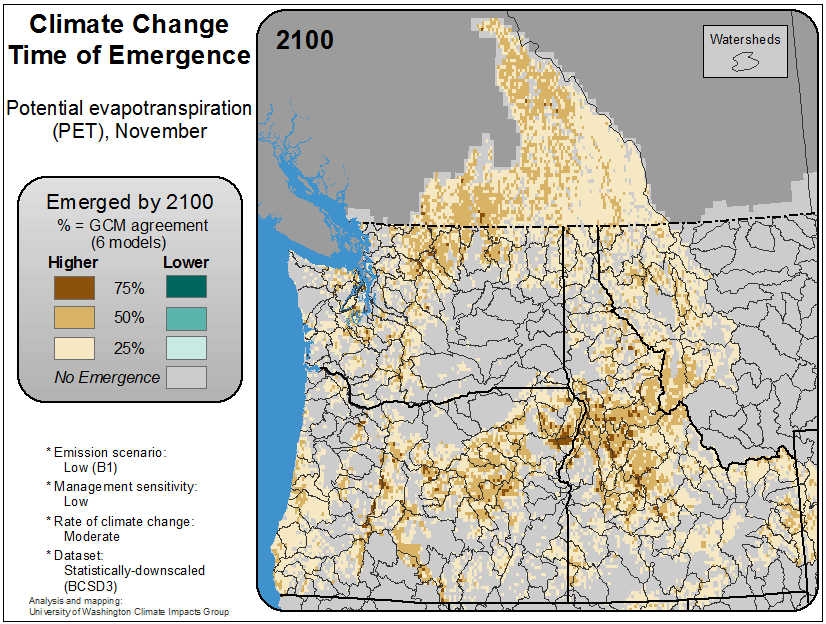 Climate Change
Time of Emergence
Potential evapotranspiration
(PET), November
Emerged by 2100
% = GCM agreement
(6 models)
Higher Lower
75%
50%
25%
No Emergence
* Emission scenario:
Low (B1)
* Management sensitivity:
Low
* Rate of climate change:
Moderate
* Dataset:
Statistically-downscaled
(BCSD3)
Analysis and mapping:
University of Washington Climate Impacts Group
2100
Watersheds